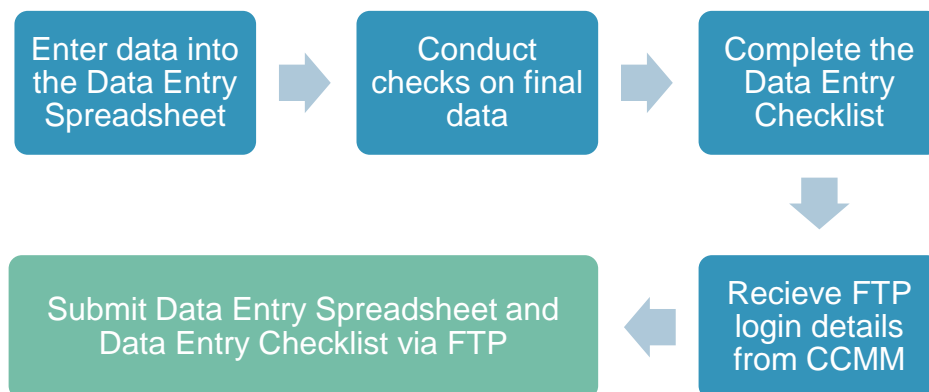 Enter data into
the Data Entry
Spreadsheet
Conduct
checks on final
data
Complete the
Data Entry
Checklist
Recieve FTP
login details
from CCMM
Submit Data Entry Spreadsheet and
Data Entry Checklist via FTP